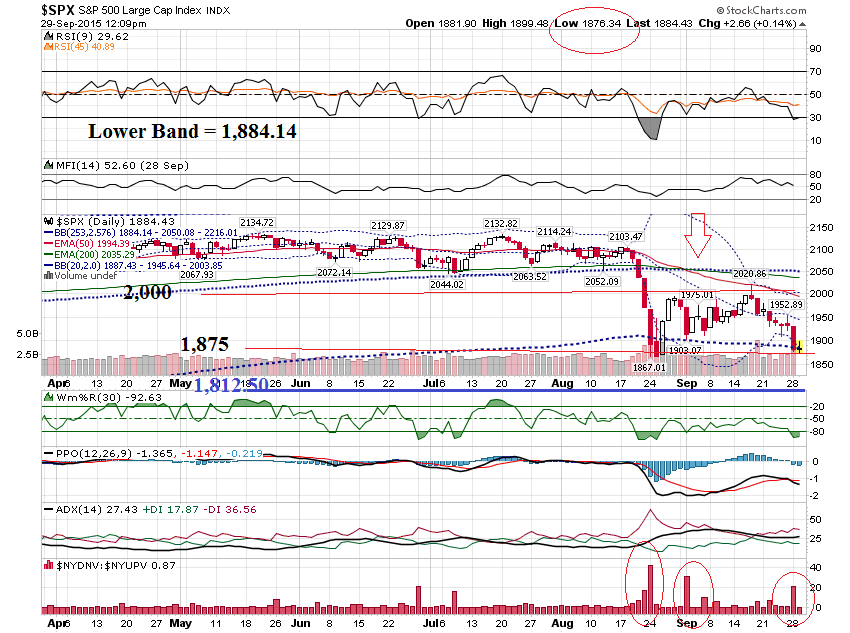 $SPX S&P 500 Large Cap Index INDX © StockCharts.com
29-Sep-2015 12:09pm Open 1881.90 High 1899.48 Low 1876.34 Last 1884.43 Chg +2.66 (+0.14%)
RSI(9) 29.62
RSI(45) 40.89
90
70
50
30
10
Lower Band = 1,884.14
MFI(14) 52.60 (28 Sep)
80
50
20
$SPX (Daily) 1884.43
BB(253,2.576) 1884.14 - 2050.08 - 2216.01
EMA(50) 1994.39
EMA(200) 2035.29
BB(20,2.0) 1887.43 - 1945.64 - 2003.85
Volume undef
2134.72
2129.87
2132.82
2114.24
2103.47
2067.93
2072.14
2044.02
2063.52
2052.09
2020.86
1975.01
1952.89
1903.07
1867.01
2150
2100
2050
2000
1950
1900
1850
2,000
1,875
5.0B
2.5B
Apr 6 13 20 27 May 11 18 26 Jun 8 15 22 Jul 6 13 20 27 Aug 10 17 24 Sep 8 14 21 28
1,812.50
Wm%R(30) -92.63
-20
-50
-80
PPO(12,26,9) -1.365, -1.147, -0.219
0
-1
-2
ADX(14) 27.43 +DI 17.87 -DI 36.56
50
25
$NYDNV:$NYUPV 0.87
40
20
0
Apr 6 13 20 27 May 11 18 26 Jun 8 15 22 Jul 6 13 20 27 Aug 10 17 24 Sep 8 14 21 28